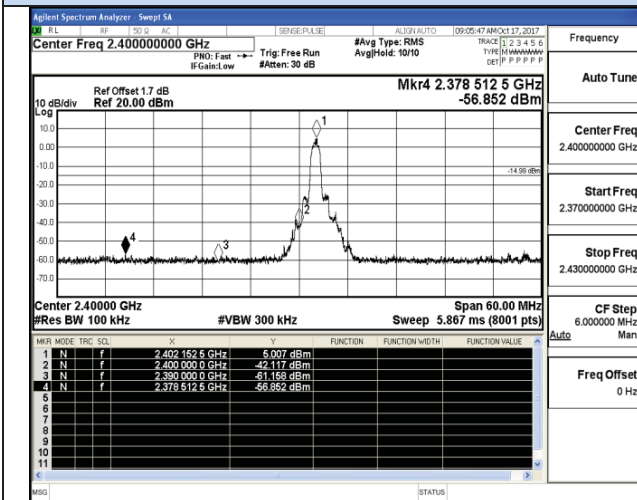 Agilent Spectrum Analyzer - Swept SA
RL RF 50 Ω AC SENSE:PULSE ALIGN AUTO 09:05:47 AM Oct 17, 2017
Center Freq 2.400000000 GHz
PNO: Fast
IFGain:Low
Trig: Free Run
#Atten: 30 dB
#Avg Type: RMS
Avg|Hold: 10/10
TRACE 1 2 3 4 5 6
TYPE MWWWWW
DET P P P P P P
Ref Offset 1.7 dB
10 dB/div Ref 20.00 dBm
Log
Mkr4 2.378 512 5 GHz
-56.852 dBm
10.0
0.00
-10.0
-20.0
-30.0
-40.0
-50.0
-60.0
-70.0
1
2
3
4
-14.99 dBm
Center 2.40000 GHz Span 60.00 MHz
#Res BW 100 kHz #VBW 300 kHz Sweep 5.867 ms (8001 pts)
MKR MODE TRC SCL X Y FUNCTION FUNCTION WIDTH FUNCTION VALUE
1 N f 2.402 152 5 GHz 5.007 dBm
2 N f 2.400 000 0 GHz -42.117 dBm
3 N f 2.390 000 0 GHz -61.158 dBm
4 N f 2.378 512 5 GHz -56.852 dBm
5
6
7
8
9
10
11
MSG STATUS
Frequency
Auto Tune
Center Freq
2.400000000 GHz
Start Freq
2.370000000 GHz
Stop Freq
2.430000000 GHz
CF Step
6.000000 MHz
Auto Man
Freq Offset
0 Hz